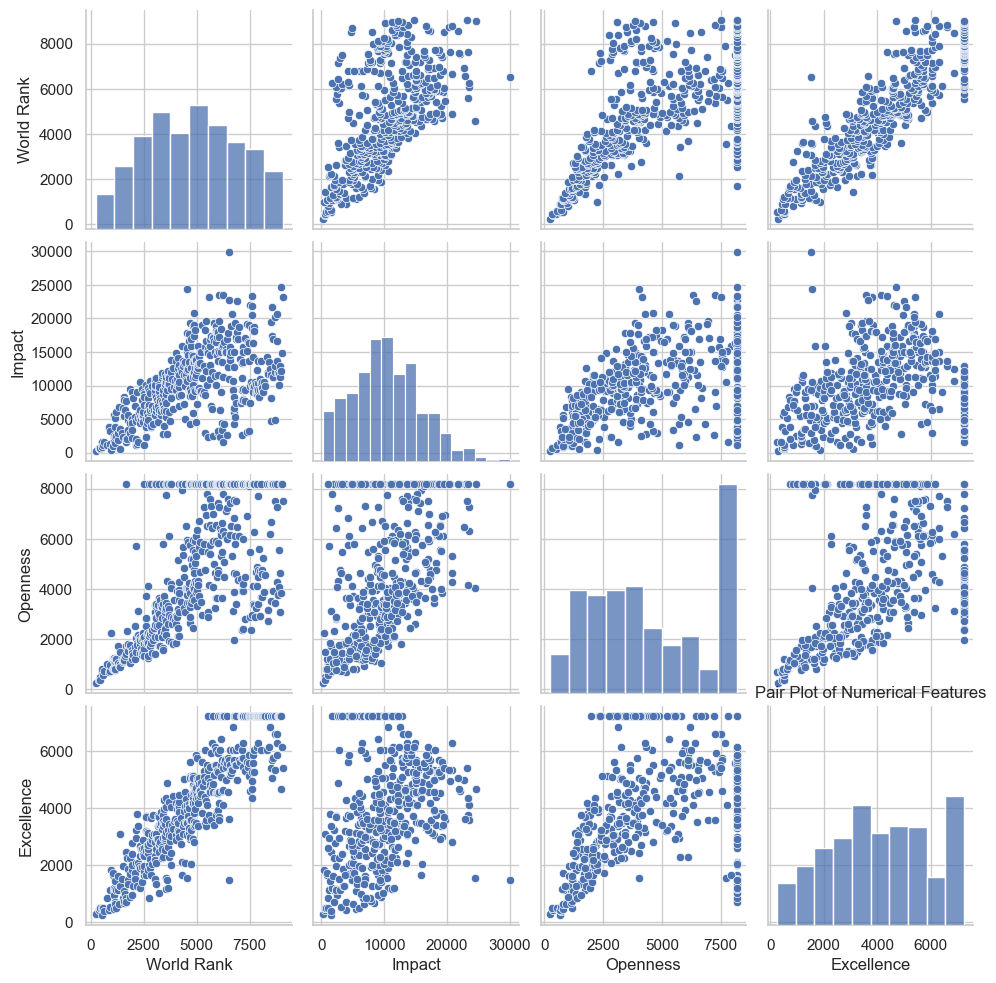 8000
6000
4000
2000
0
World Rank
30000
25000
20000
15000
10000
5000
0
Impact
8000
6000
4000
2000
0
Openness
Pair Plot of Numerical Features
6000
4000
2000
0
Excellence
0 2500 5000 7500
0 10000 20000 30000
0 2500 5000 7500
0 2000 4000 6000
World Rank Impact Openness Excellence